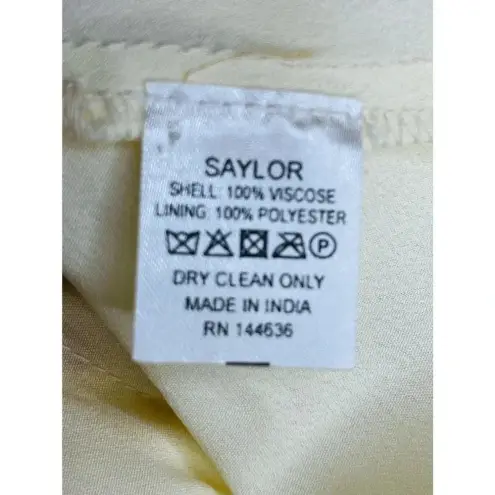 SAYLOR
SHELL: 100% VISCOSE
LINING: 100% POLYESTER
P
DRY CLEAN ONLY
MADE IN INDIA
RN 144636